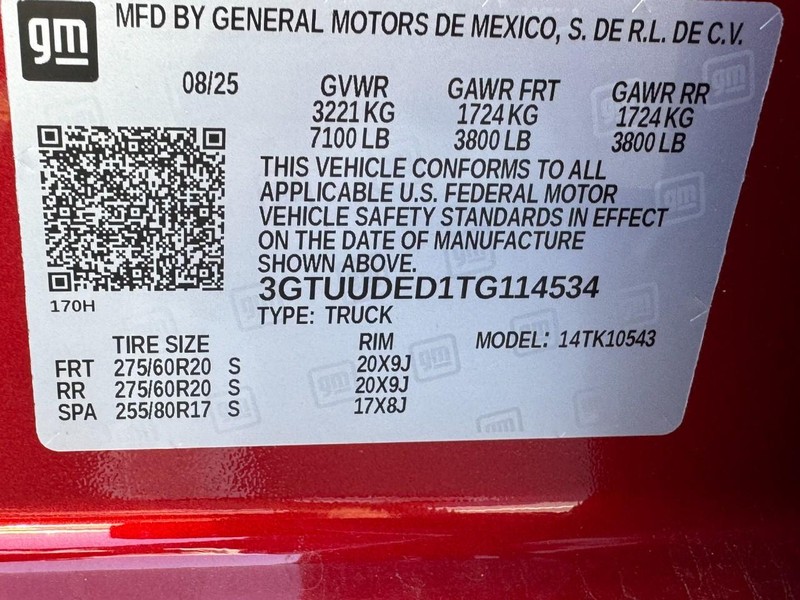 gm
MFD BY GENERAL MOTORS DE MEXICO, S. DE R.L. DE C.V.
08/25 GVWR GAWR FRT GAWR RR
3221 KG 1724 KG 1724 KG
7100 LB 3800 LB 3800 LB
THIS VEHICLE CONFORMS TO ALL
APPLICABLE U.S. FEDERAL MOTOR
VEHICLE SAFETY STANDARDS IN EFFECT
ON THE DATE OF MANUFACTURE
SHOWN ABOVE.
3GTUUDED1TG114534
170H
TYPE: TRUCK
TIRE SIZE RIM MODEL: 14TK10543
FRT 275/60R20 S 20X9J
RR 275/60R20 S 20X9J
SPA 255/80R17 S 17X8J